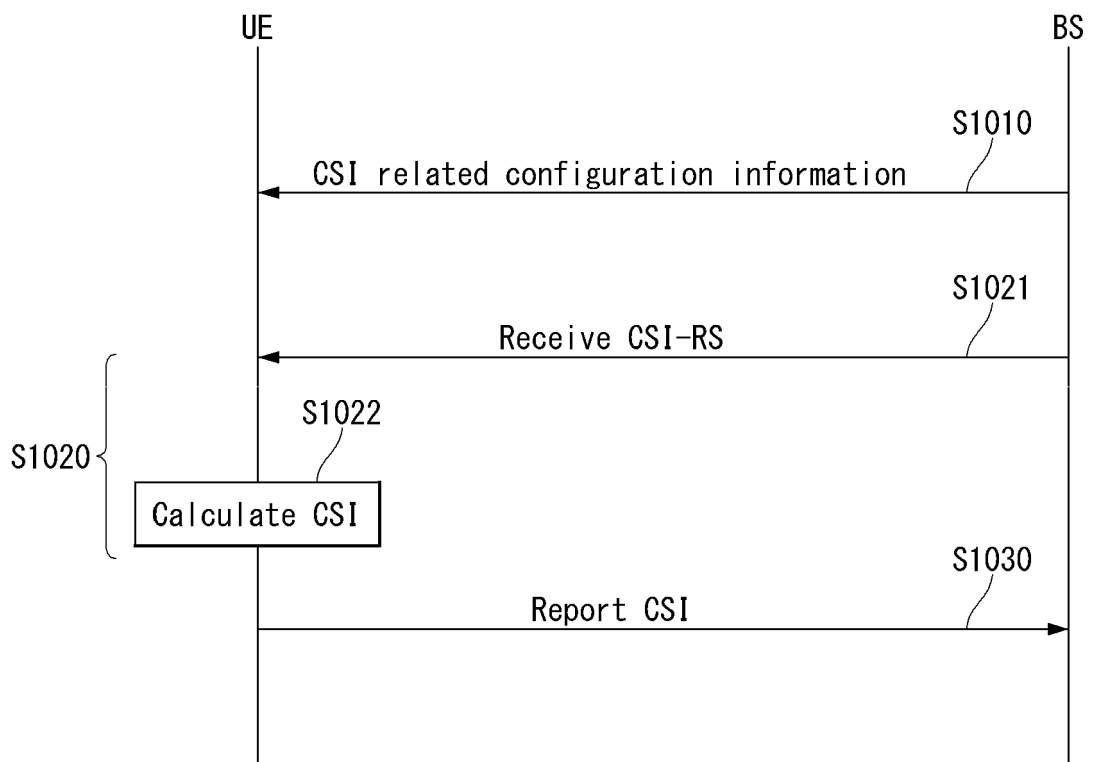 UE
BS
S1010
CSI related configuration information
S1021
Receive CSI-RS
S1022
S1020
Calculate CSI
S1030
Report CSI